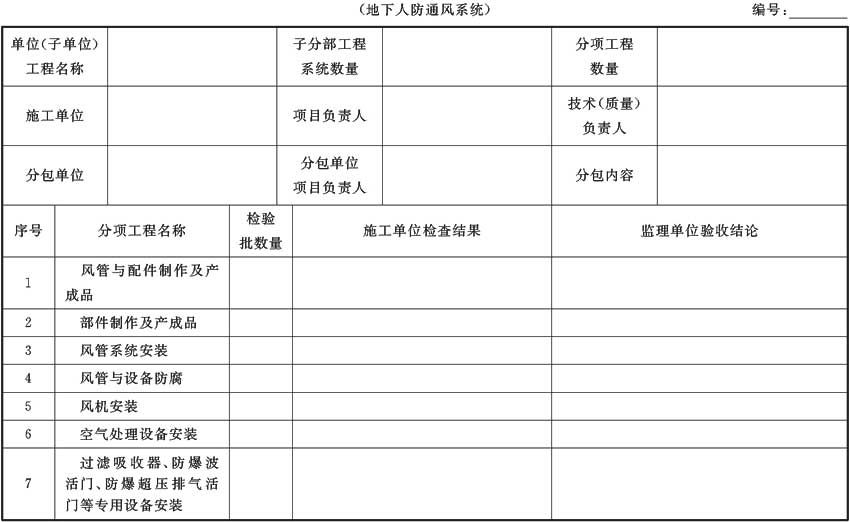 (地下人防通风系统)
编号:
单位(子单位)
工程名称
子分部工程
系统数量
分项工程
数量
施工单位
项目负责人
技术(质量)
负责人
分包单位
分包单位
项目负责人
分包内容
序号
分项工程名称
检验
批数量
施工单位检查结果
监理单位验收结论
1
风管与配件制作及产
成品
2
部件制作及产成品
3
风管系统安装
4
风管与设备防腐
5
风机安装
6
空气处理设备安装
7
过滤吸收器、防爆波
活门、防爆超压排气活
门等专用设备安装